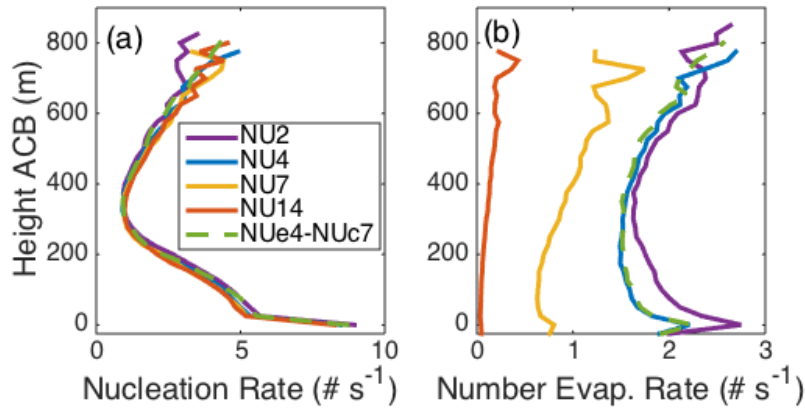 (a)
(b)
800
600
400
200
0
Height ACB (m)
NU2
NU4
NU7
NU14
NUe4-NUc7
0 5 10
0 1 2 3
Nucleation Rate (# s⁻¹)
Number Evap. Rate (# s⁻¹)
800
600
400
200
0